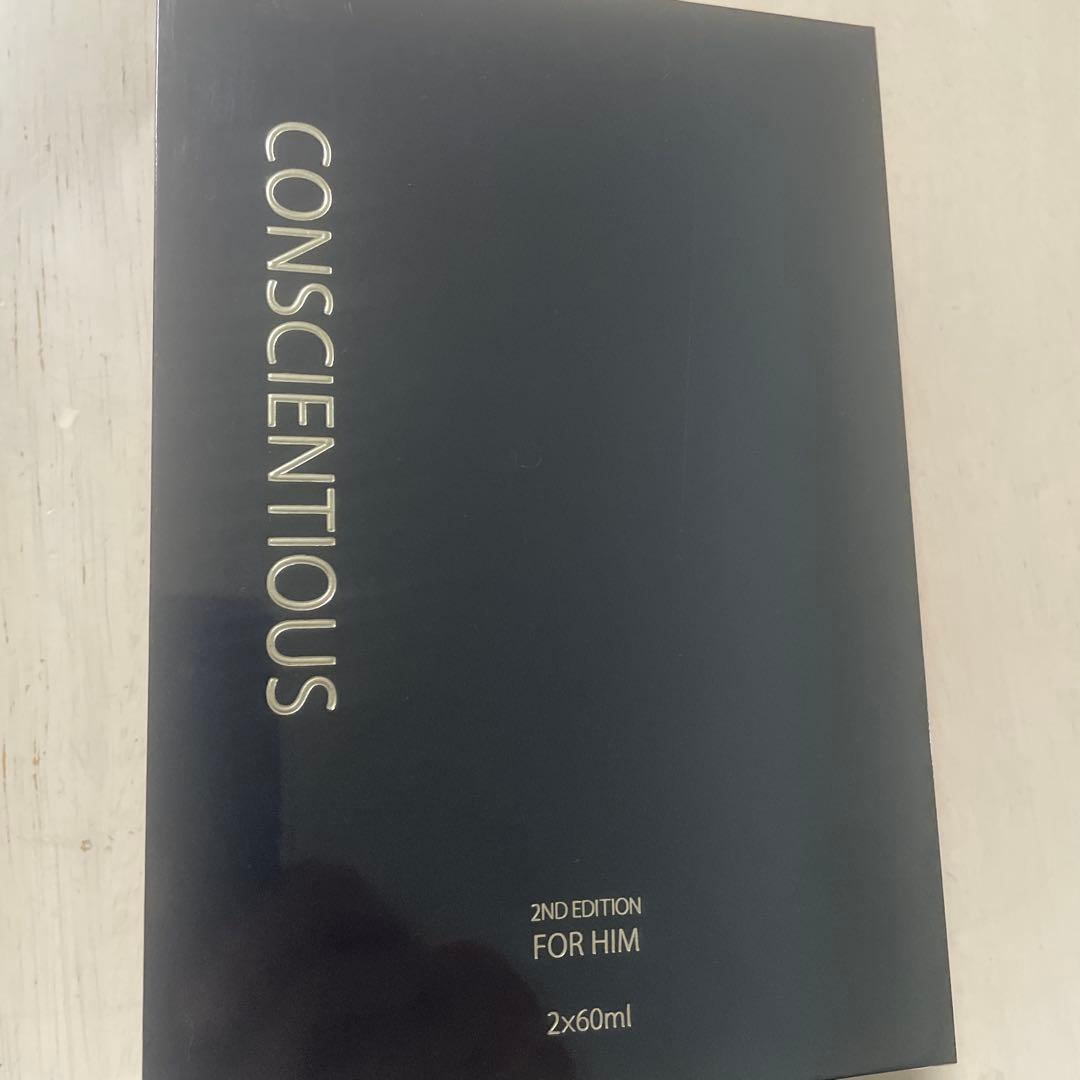 CONSCIENTIOUS
2ND EDITION
FOR HIM
2x60ml